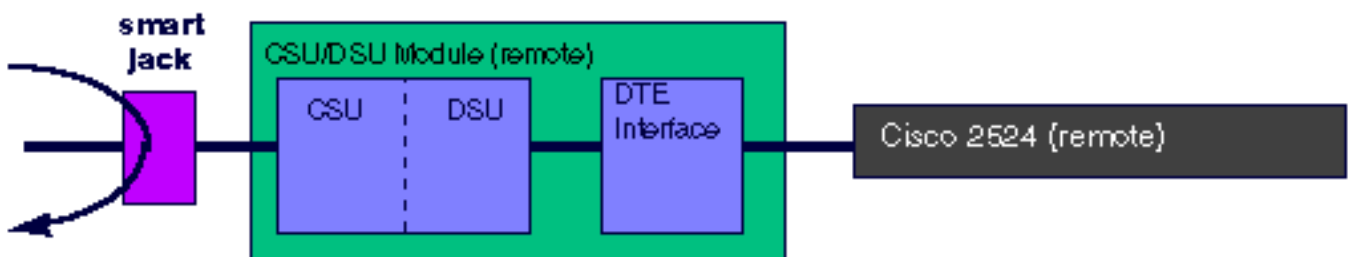 smart
jack
CSU/DSU Module (remote)
CSU
DSU
DTE
Interface
Cisco 2524 (remote)